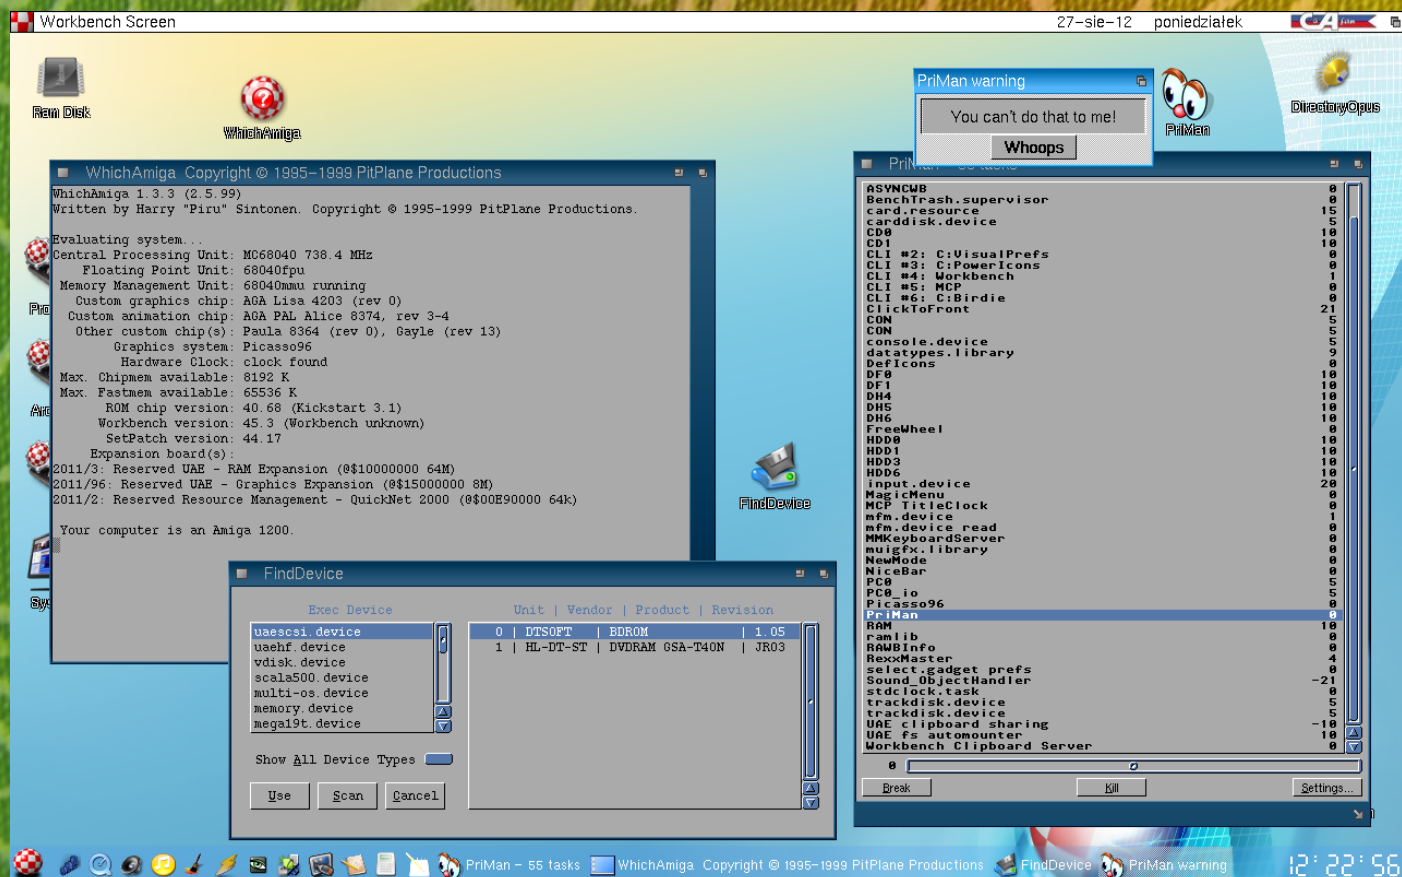 Workbench Screen
27-sie-12 poniedziałek
Ram Disk
WhichAmiga
PriMan
DirectoryOpus
PriMan warning
You can't do that to me!
Whoops
WhichAmiga Copyright © 1995-1999 PitPlane Productions
WhichAmiga 1.3.3 (2.5.99)
Written by Harry "Piru" Sintonen. Copyright © 1995-1999 PitPlane Productions.
Evaluating system...
Central Processing Unit: MC68040 738.4 MHz
Floating Point Unit: 68040fpu
Memory Management Unit: 68040mmu running
Custom graphics chip: AGA Lisa 4203 (rev 0)
Custom animation chip: AGA PAL Alice 8374, rev 3-4
Other custom chip(s): Paula 8364 (rev 0), Gayle (rev 13)
Graphics system: Picasso96
Hardware Clock: clock found
Max. Chipmem available: 8192 K
Max. Fastmem available: 65536 K
ROM chip version: 40.68 (Kickstart 3.1)
Workbench version: 45.3 (Workbench unknown)
SetPatch version: 44.17
Expansion board(s):
2011/3: Reserved UAE - RAM Expansion (@$10000000 64M)
2011/96: Reserved UAE - Graphics Expansion (@$15000000 8M)
2011/2: Reserved Resource Management - QuickNet 2000 (@$00E90000 64k)
Your computer is an Amiga 1200.
FindDevice
FindDevice
Exec Device
uaescsi.device
uaehf.device
vdisk.device
scala500.device
multi-os.device
memory.device
mega19t.device
Show All Device Types
Use Scan Cancel
Unit | Vendor | Product | Revision
0 | DTSOFT | BDROM | 1.05
1 | HL-DT-ST | DVDRAM GSA-T40N | JR03
ASYNCWB 0
BenchTrash.supervisor 0
card.resource 15
carddisk.device 5
CD0 10
CD1 10
CLI #2: C:VisualPrefs 0
CLI #3: C:PowerIcons 0
CLI #4: Workbench 1
CLI #5: MCP 0
CLI #6: C:Birdie 0
ClickToFront 21
CON 5
CON 5
console.device 5
datatypes.library 9
DefIcons 0
DF0 10
DF1 10
DH4 10
DH5 10
DH6 10
FreeWheel 0
HDD0 10
HDD1 10
HDD3 10
HDD6 10
input.device 20
MagicMenu 0
MCP TitleClock 0
mfm.device 1
mfm.device read 0
MMKeyboardServer 0
muigfx.library 0
NewMode 0
NiceBar 0
PC0 5
PC0_io 5
Picasso96 0
PriMan 0
RAM 10
ramlib 0
RAWBInfo 0
RexxMaster 4
select.gadget prefs 0
Sound_ObjectHandler -21
stdclock.task 0
trackdisk.device 5
trackdisk.device 5
UAE clipboard sharing -10
UAE fs automounter 10
Workbench Clipboard Server 0
0
Break Kill Settings...
PriMan - 55 tasks WhichAmiga Copyright © 1995-1999 PitPlane Productions FindDevice PriMan warning 12:22:56